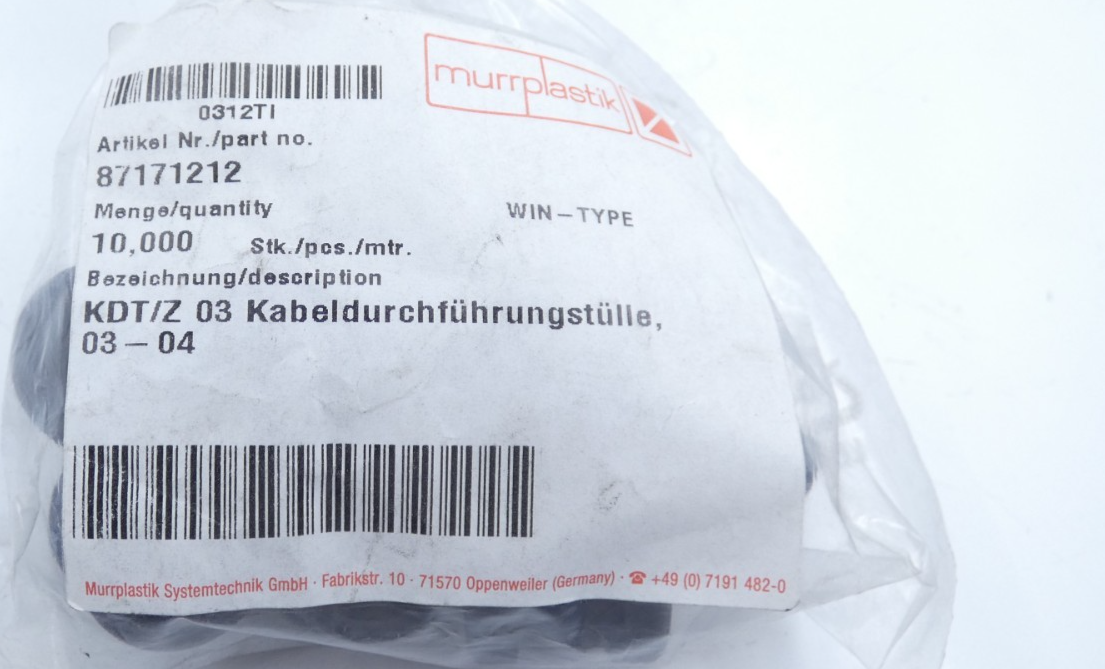 murrplastik
0312TI
Artikel Nr./part no.
87171212
Menge/quantity
WIN-TYPE
10,000 Stk./pcs./mtr.
Bezeichnung/description
KDT/Z 03 Kabeldurchführungstülle,
03 - 04
Murrplastik Systemtechnik GmbH · Fabrikstr. 10 · 71570 Oppenweiler (Germany) · ☎ +49 (0) 7191 482-0